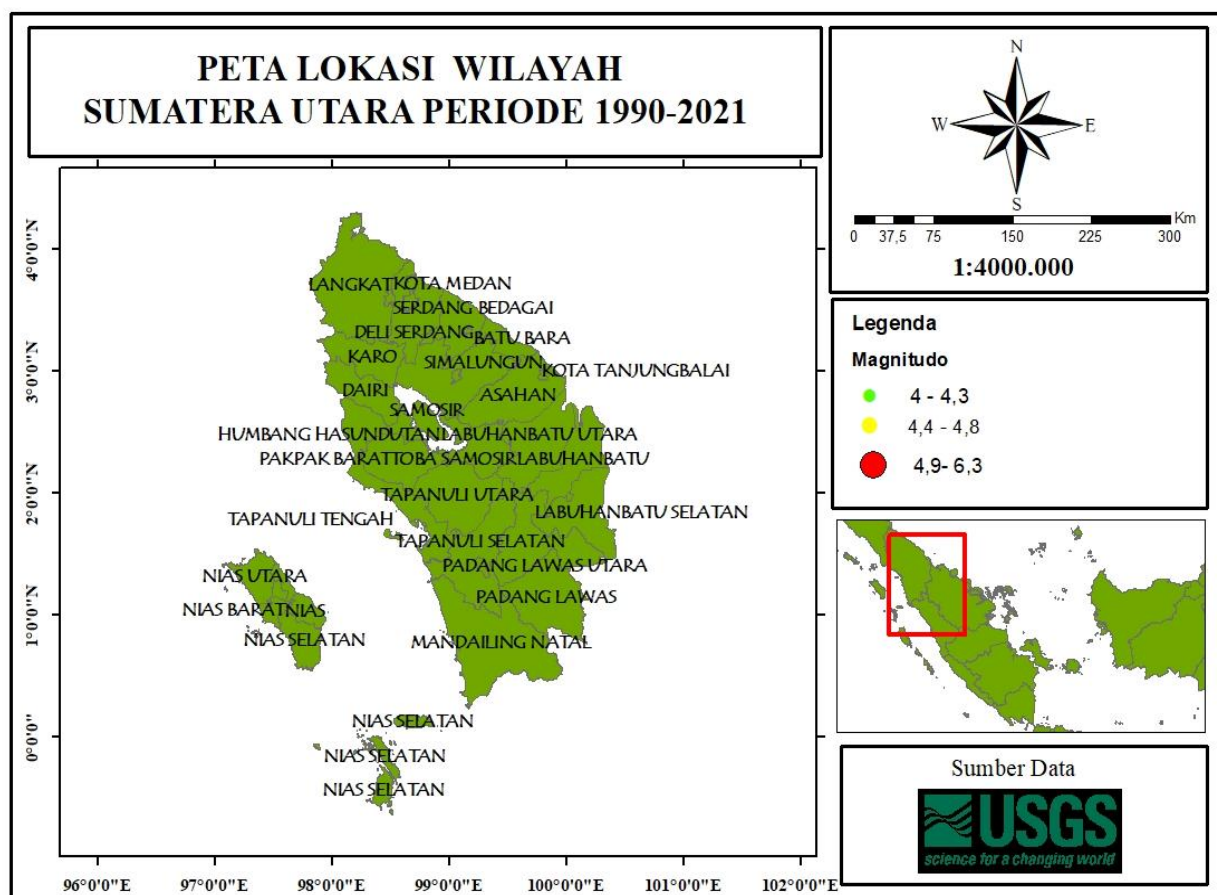 PETA LOKASI WILAYAH
SUMATERA UTARA PERIODE 1990-2021
N
W
E
S
0 37,5 75 150 225 300
Km
1:4000.000
Legenda
Magnitudo
4 - 4,3
4,4 - 4,8
4,9- 6,3
Sumber Data
USGS
science for a changing world
4°0'0"N
3°0'0"N
2°0'0"N
1°0'0"N
0°0'0"
LANGKAT
KOTA MEDAN
SERDANG BEDAGAI
DELI SERDANG
BATU BARA
KARO
SIMALUNGUN
KOTA TANJUNGBALAI
DAIRI
ASAHAN
SAMOSIR
HUMBANG HASUNDUTAN
LABUHANBATU UTARA
PAKPAK BARAT
TOBA SAMOSIR
LABUHANBATU
TAPANULI UTARA
LABUHANBATU SELATAN
TAPANULI TENGAH
TAPANULI SELATAN
PADANG LAWAS UTARA
NIAS UTARA
PADANG LAWAS
NIAS BARAT
NIAS
NIAS SELATAN
MANDAILING NATAL
NIAS SELATAN
NIAS SELATAN
NIAS SELATAN
96°0'0"E 97°0'0"E 98°0'0"E 99°0'0"E 100°0'0"E 101°0'0"E 102°0'0"E